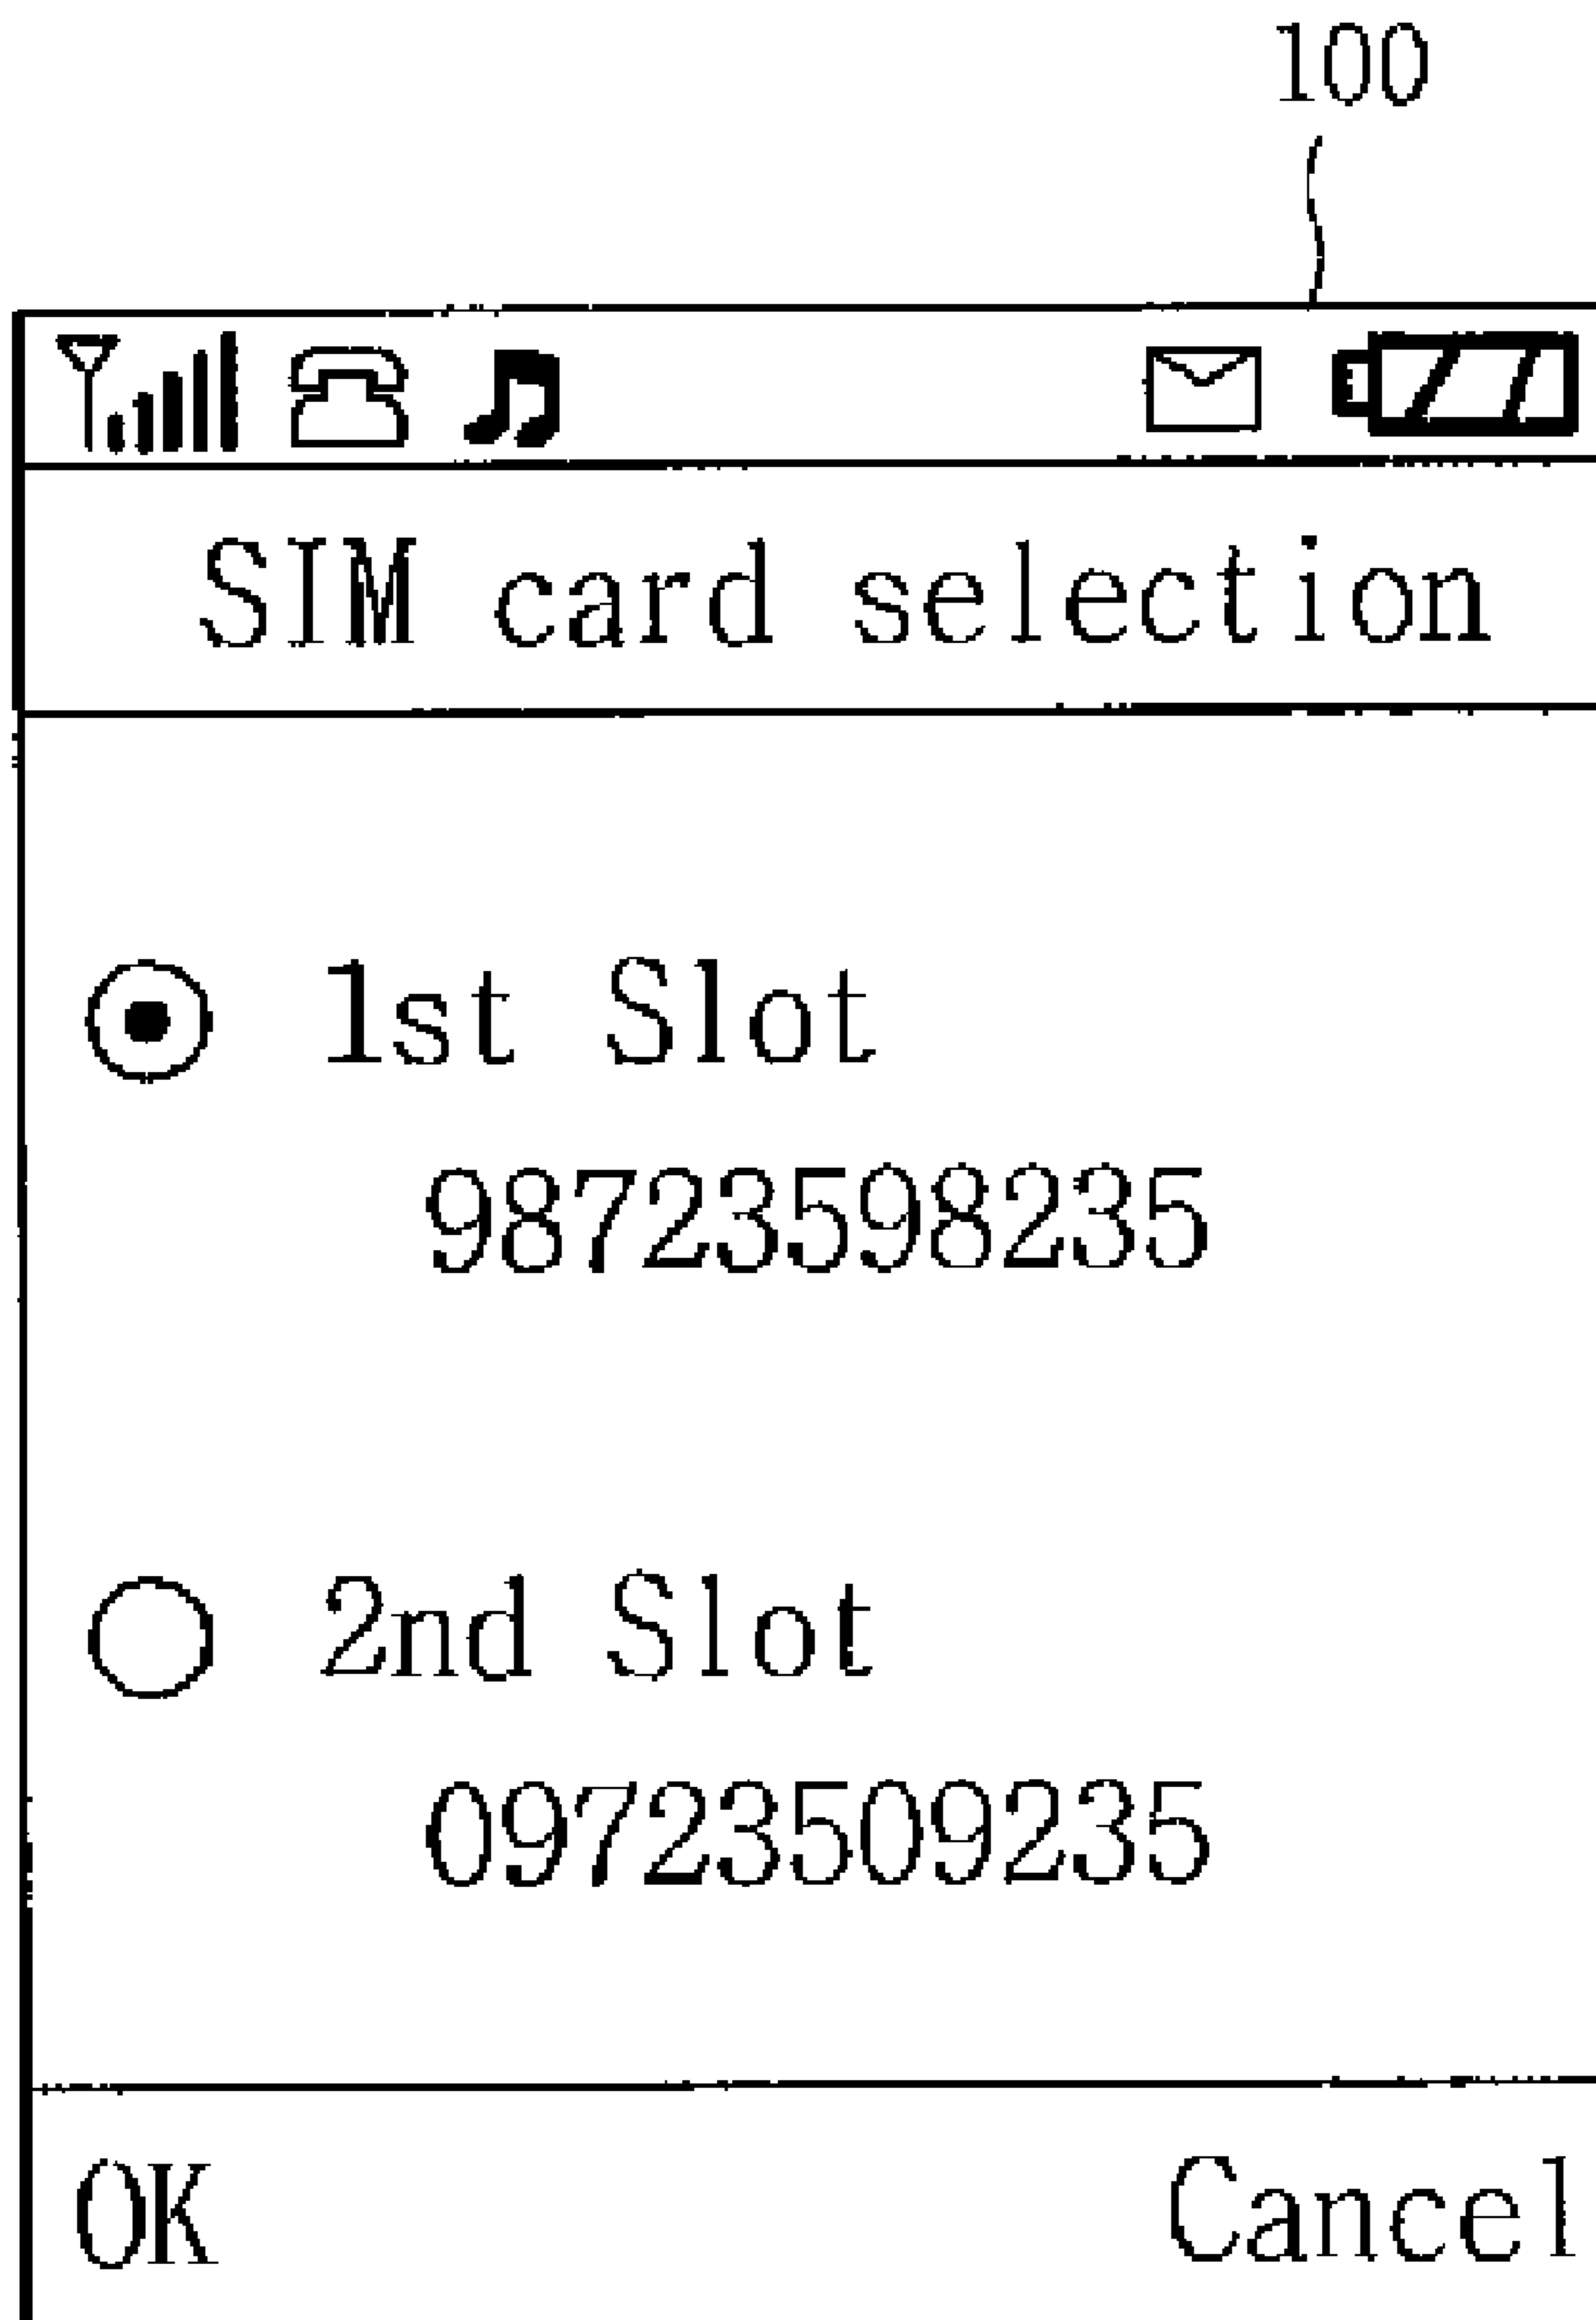 100
SIM card selection
1st Slot
98723598235
2nd Slot
09723509235
OK Cancel